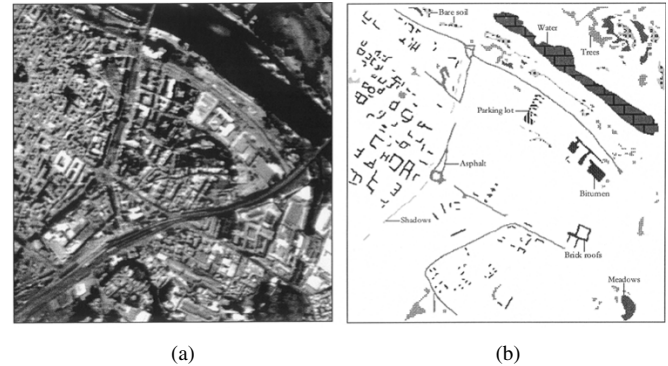 Bare soil
Water
Trees
Parking lot
Asphalt
Bitumen
Shadows
Brick roofs
Meadows
(a)
(b)